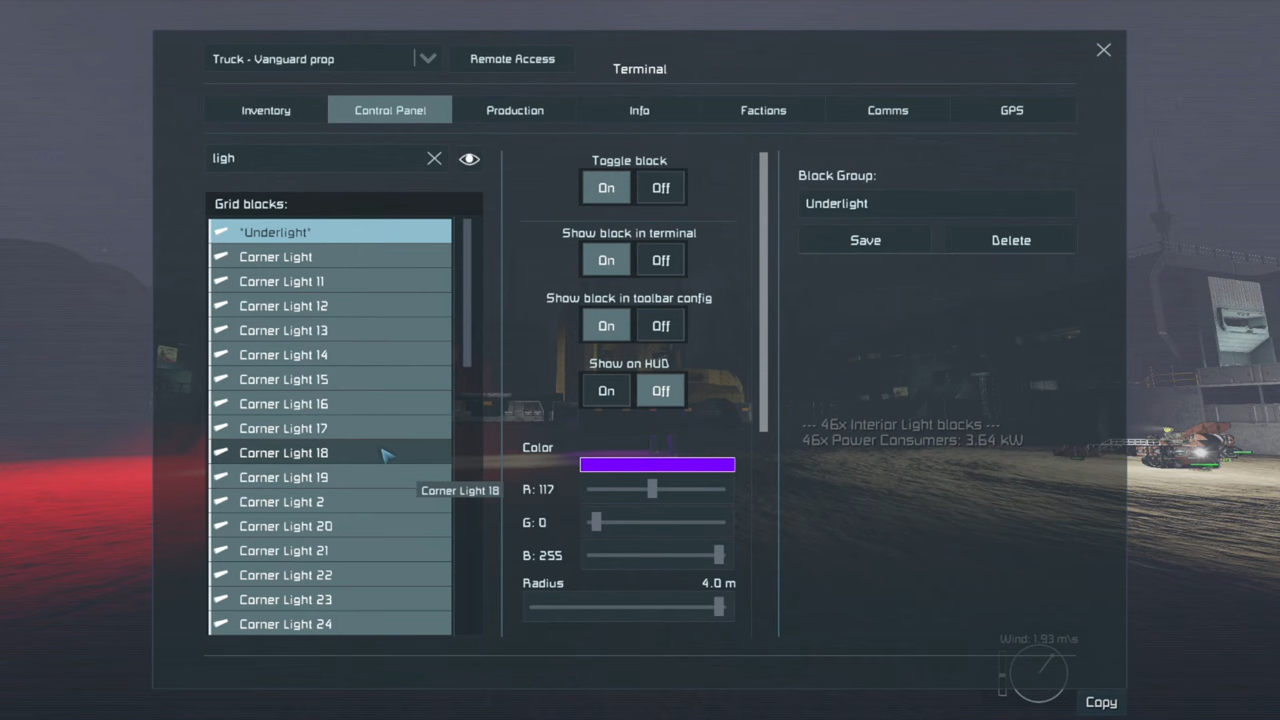 Truck - Vanguard prop
Remote Access
Terminal
Inventory
Control Panel
Production
Info
Factions
Comms
GPS
ligh
Grid blocks:
"Underlight"
Corner Light
Corner Light 11
Corner Light 12
Corner Light 13
Corner Light 14
Corner Light 15
Corner Light 16
Corner Light 17
Corner Light 18
Corner Light 19
Corner Light 2
Corner Light 20
Corner Light 21
Corner Light 22
Corner Light 23
Corner Light 24
Corner Light 18
Toggle block
On Off
Show block in terminal
On Off
Show block in toolbar config
On Off
Show on HUD
On Off
Color
R: 117
G: 0
B: 255
Radius 4.0 m
Block Group:
Underlight
Save Delete
--- 46x Interior Light blocks ---
46x Power Consumers: 3.64 kW
Wind: 1.93 m\s
Copy